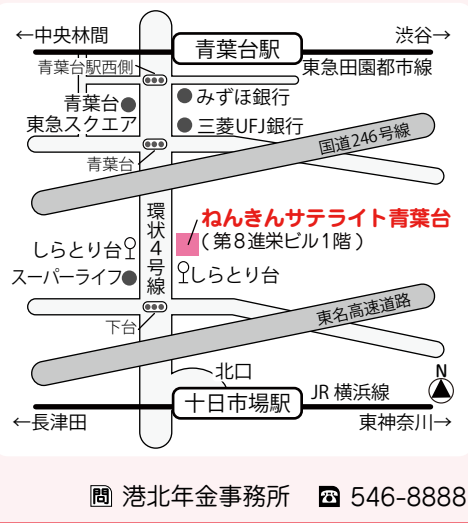 ←中央林間
青葉台駅
渋谷→
青葉台駅西側
東急田園都市線
青葉台
東急スクエア
みずほ銀行
三菱UFJ銀行
国道246号線
青葉台
環状4号線
ねんきんサテライト青葉台
(第8進栄ビル1階)
しらとり台
スーパーライフ
しらとり台
東名高速道路
下台
北口
N
十日市場駅
JR 横浜線
←長津田
東神奈川→
問 港北年金事務所 ☎ 546-8888